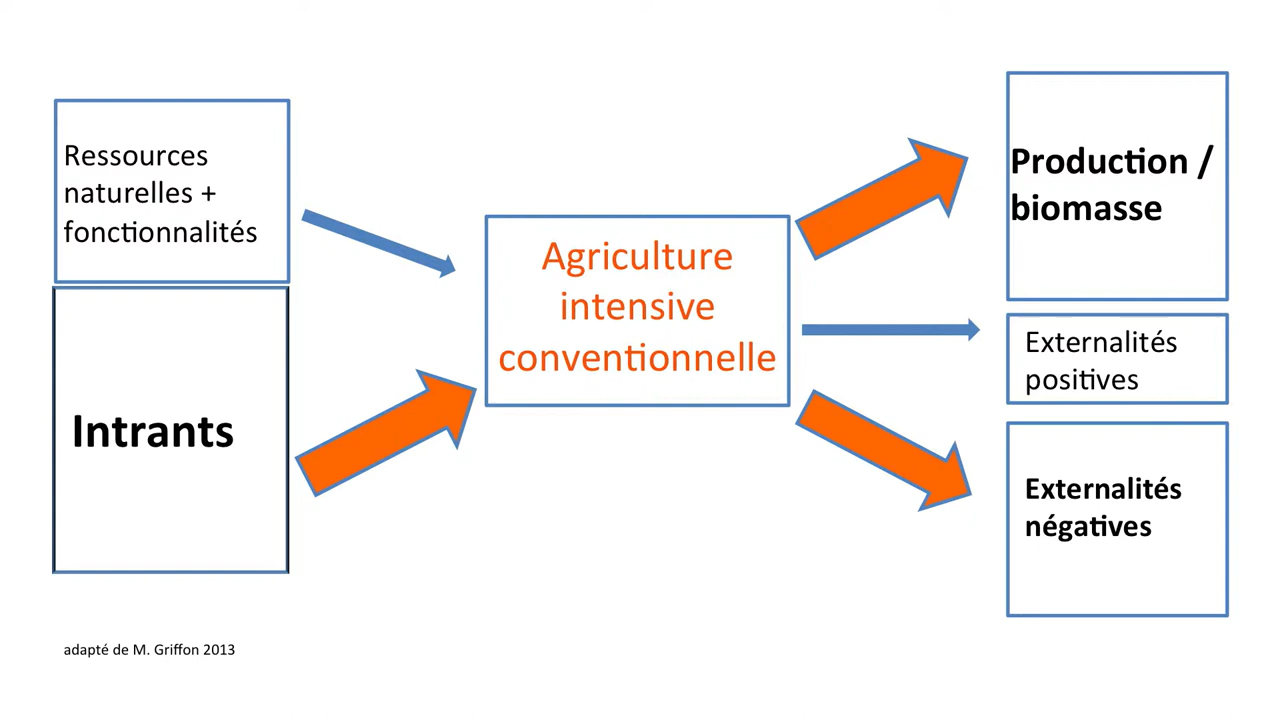 Ressources
naturelles +
fonctionnalités
Intrants
Agriculture
intensive
conventionnelle
Production /
biomasse
Externalités
positives
Externalités
négatives
adapté de M. Griffon 2013